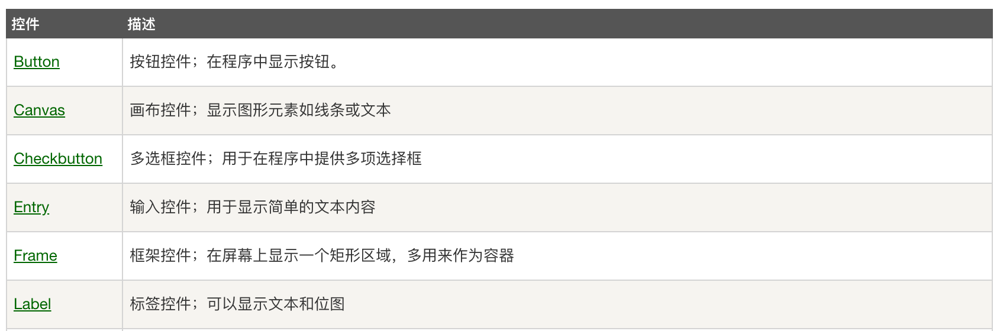 控件 描述
Button 按钮控件；在程序中显示按钮。
Canvas 画布控件；显示图形元素如线条或文本
Checkbutton 多选框控件；用于在程序中提供多项选择框
Entry 输入控件；用于显示简单的文本内容
Frame 框架控件；在屏幕上显示一个矩形区域，多用来作为容器
Label 标签控件；可以显示文本和位图